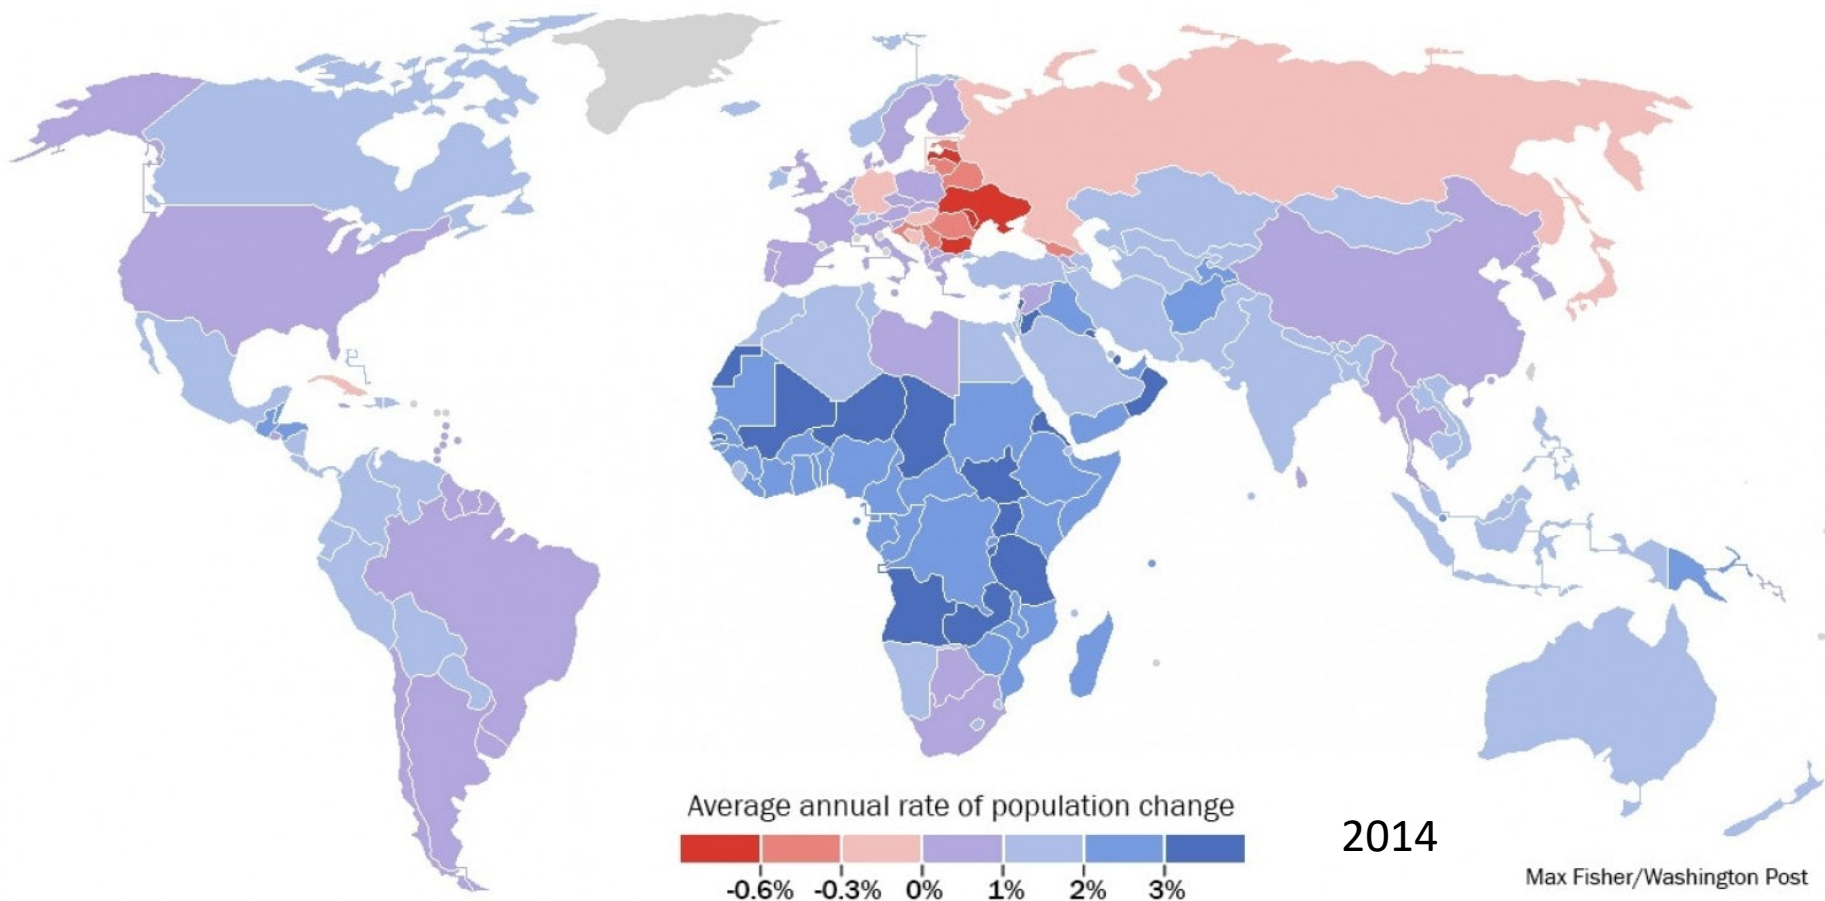 Average annual rate of population change
-0.6% -0.3% 0% 1% 2% 3%
2014
Max Fisher/Washington Post